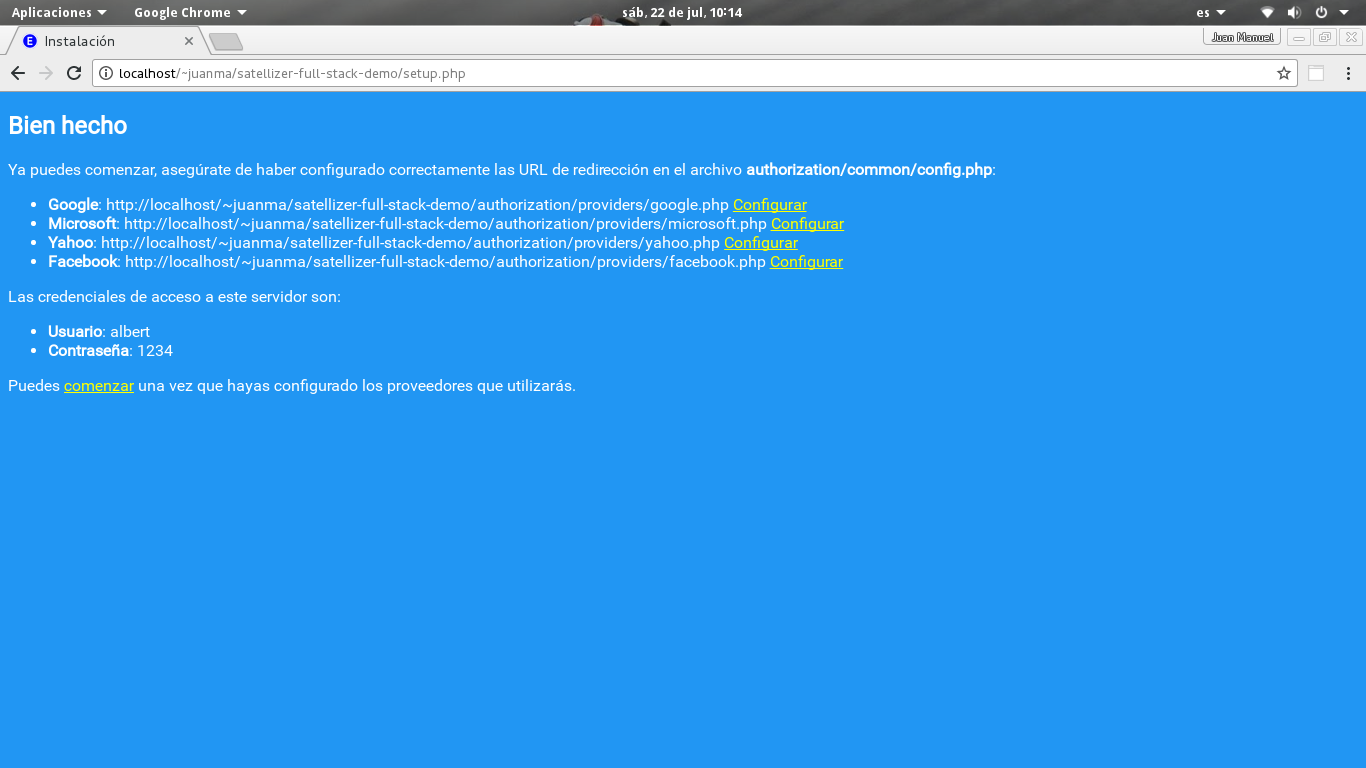 Aplicaciones Google Chrome sáb, 22 de jul, 10:14 es
Instalación Juan Manuel
localhost/~juanma/satellizer-full-stack-demo/setup.php
Bien hecho
Ya puedes comenzar, asegúrate de haber configurado correctamente las URL de redirección en el archivo authorization/common/config.php:
Google: http://localhost/~juanma/satellizer-full-stack-demo/authorization/providers/google.php Configurar
Microsoft: http://localhost/~juanma/satellizer-full-stack-demo/authorization/providers/microsoft.php Configurar
Yahoo: http://localhost/~juanma/satellizer-full-stack-demo/authorization/providers/yahoo.php Configurar
Facebook: http://localhost/~juanma/satellizer-full-stack-demo/authorization/providers/facebook.php Configurar
Las credenciales de acceso a este servidor son:
Usuario: albert
Contraseña: 1234
Puedes comenzar una vez que hayas configurado los proveedores que utilizarás.